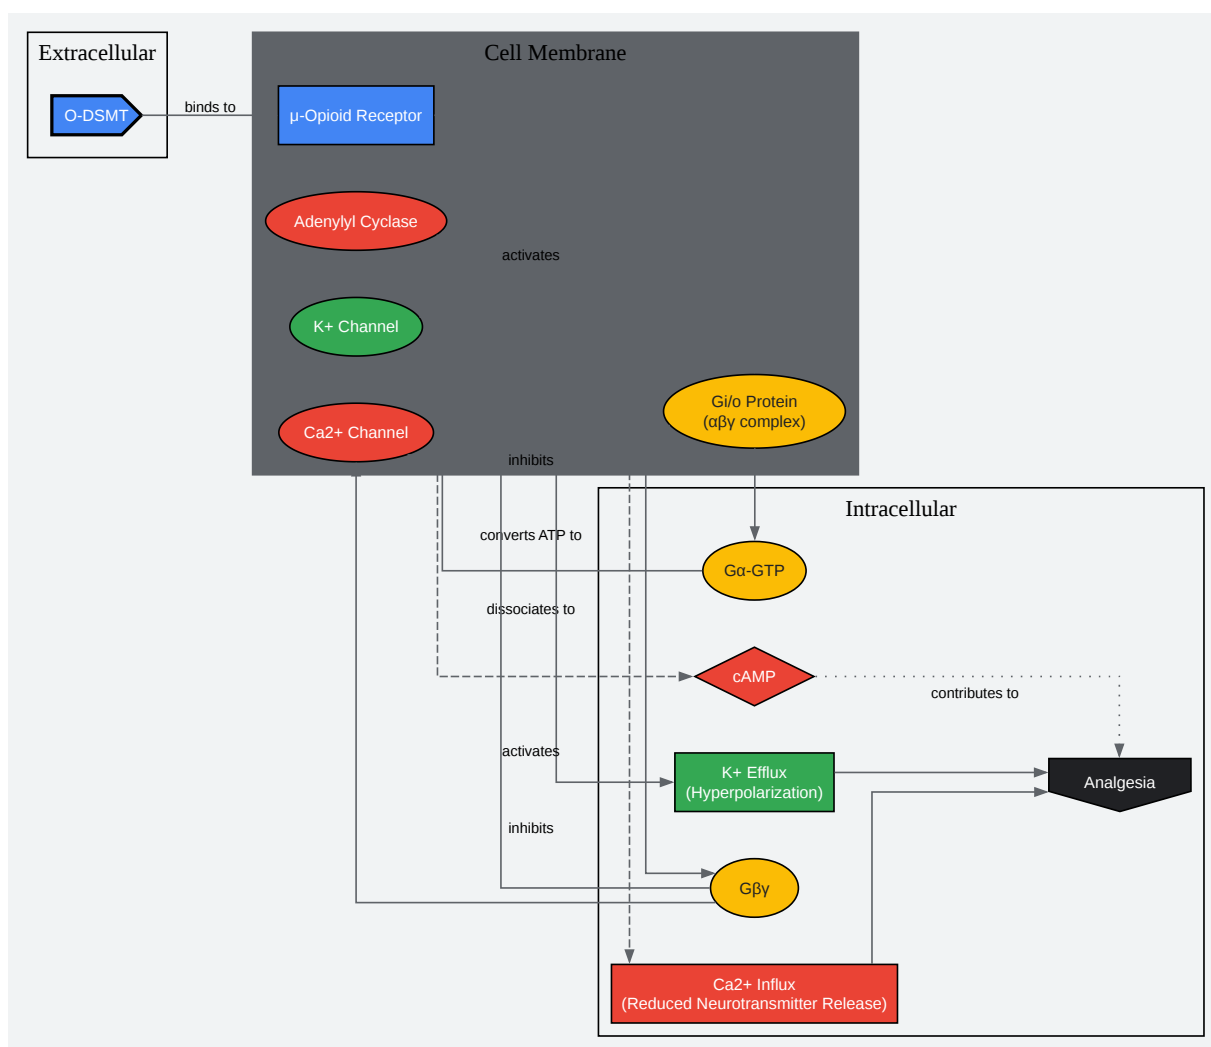 Extracellular
Cell Membrane
O-DSMT
binds to
μ-Opioid Receptor
Adenylyl Cyclase
activates
K+ Channel
Gi/o Protein
(αβγ complex)
Ca2+ Channel
inhibits
Intracellular
converts ATP to
Gα-GTP
dissociates to
cAMP
contributes to
activates
K+ Efflux
(Hyperpolarization)
Analgesia
inhibits
Gβγ
Ca2+ Influx
(Reduced Neurotransmitter Release)